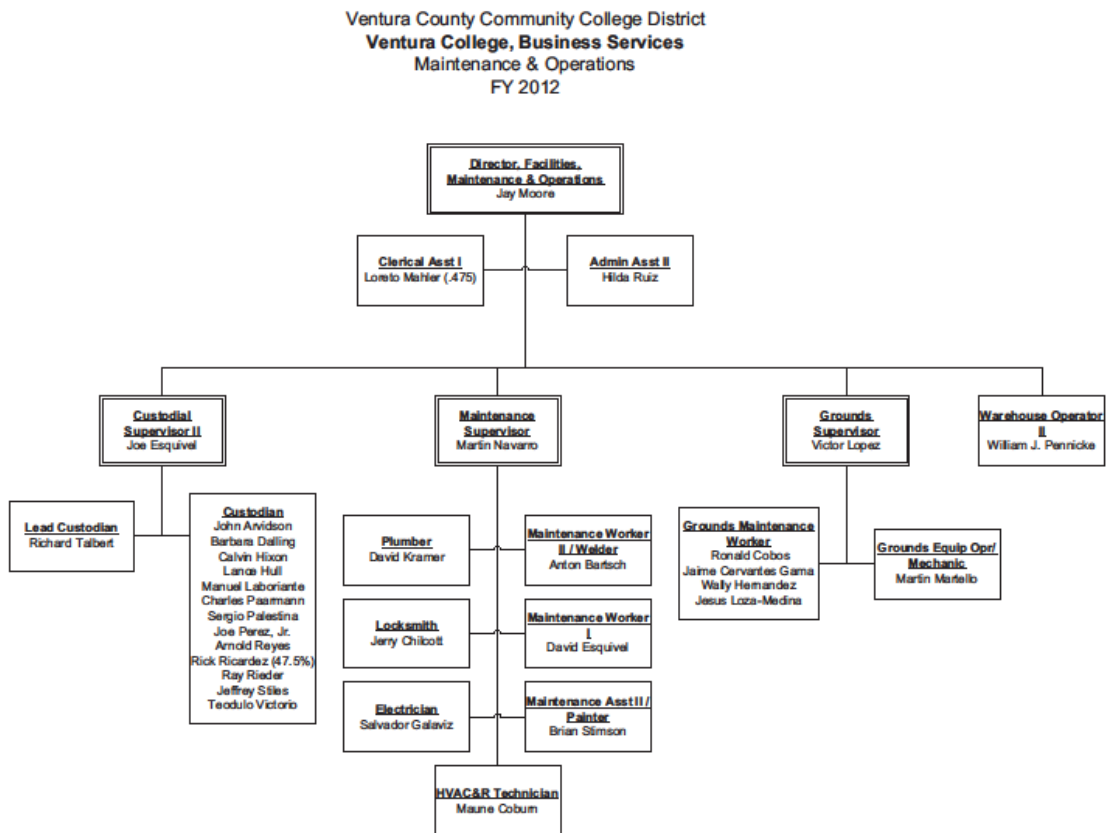 Ventura County Community College District
Ventura College, Business Services
Maintenance & Operations
FY 2012
Director, Facilities,
Maintenance & Operations
Jay Moore
Clerical Asst I
Loreto Mahler (.475)
Admin Asst II
Hilda Ruiz
Custodial
Supervisor II
Joe Esquivel
Maintenance
Supervisor
Martin Navarro
Grounds
Supervisor
Victor Lopez
Warehouse Operator
II
William J. Pennicke
Lead Custodian
Richard Talbert
Custodian
John Arvidson
Barbara Dalling
Calvin Hixon
Lance Hull
Manuel Laboriante
Charles Paarmann
Sergio Palestina
Joe Perez, Jr.
Arnold Reyes
Rick Ricardez (47.5%)
Ray Rieder
Jeffrey Stiles
Teodulo Victorio
Plumber
David Kramer
Maintenance Worker
II / Welder
Anton Bartsch
Locksmith
Jerry Chilcott
Maintenance Worker
I
David Esquivel
Electrician
Salvador Galaviz
Maintenance Asst II /
Painter
Brian Stimson
HVAC&R Technician
Maune Coburn
Grounds Maintenance
Worker
Ronald Cobos
Jaime Cervantes Gama
Wally Hernandez
Jesus Loza-Medina
Grounds Equip Opr/
Mechanic
Martin Martello